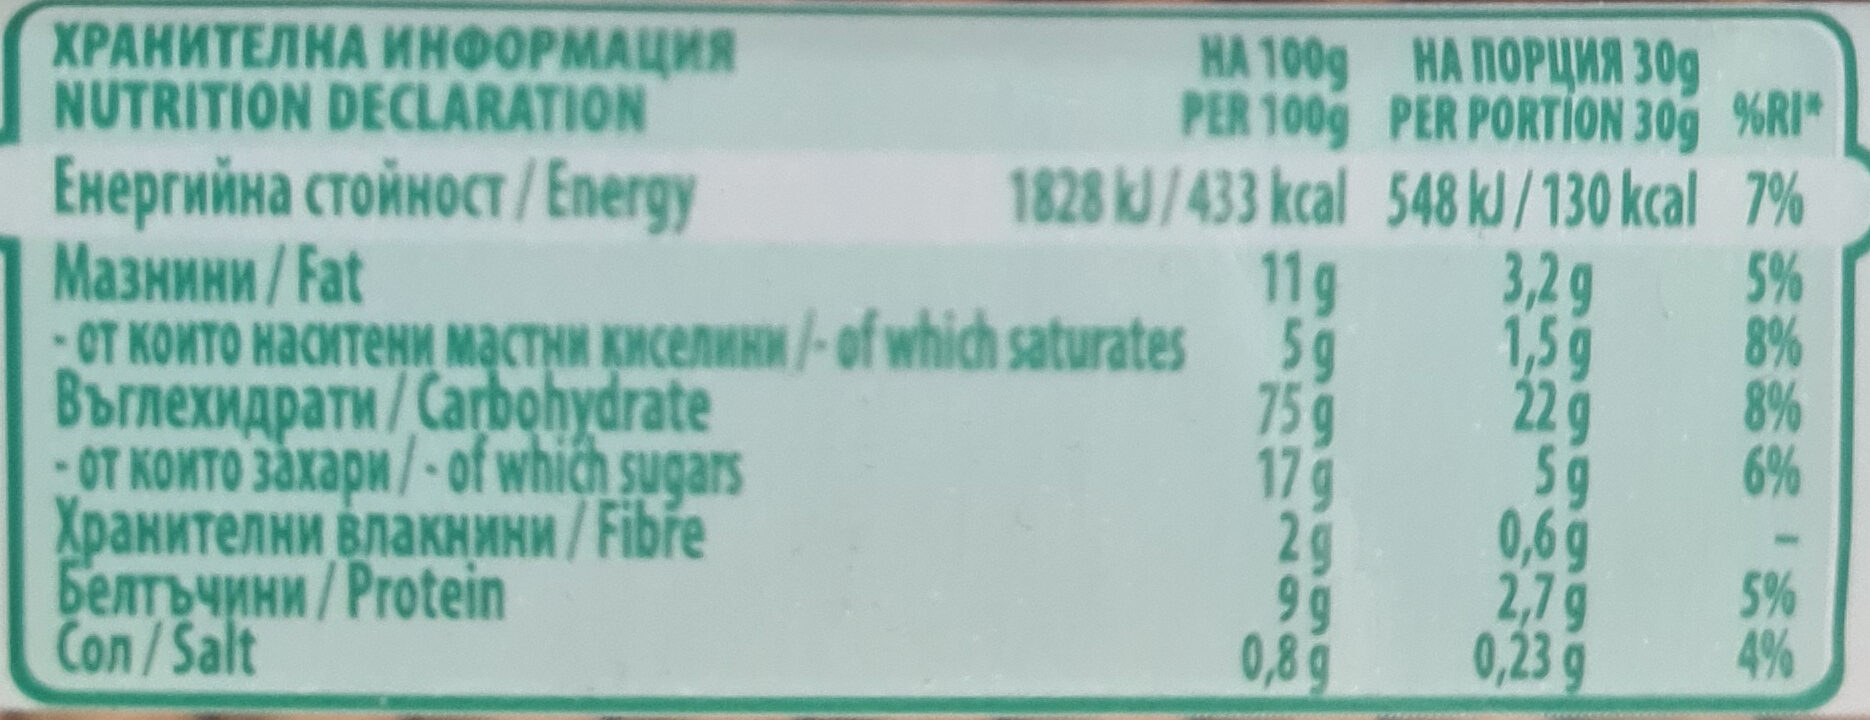 ХРАНИТЕЛНА ИНФОРМАЦИЯ НА 100g НА ПОРЦИЯ 30g
NUTRITION DECLARATION PER 100g PER PORTION 30g %RI*
Енергийна стойност / Energy 1828 kJ / 433 kcal 548 kJ / 130 kcal 7%
Мазнини / Fat 11 g 3,2 g 5%
- от които наситени мастни киселини / - of which saturates 5 g 1,5 g 8%
Въглехидрати / Carbohydrate 75 g 22 g 8%
- от които захари / - of which sugars 17 g 5 g 6%
Хранителни влакнини / Fibre 2 g 0,6 g –
Белтъчини / Protein 9 g 2,7 g 5%
Сол / Salt 0,8 g 0,23 g 4%